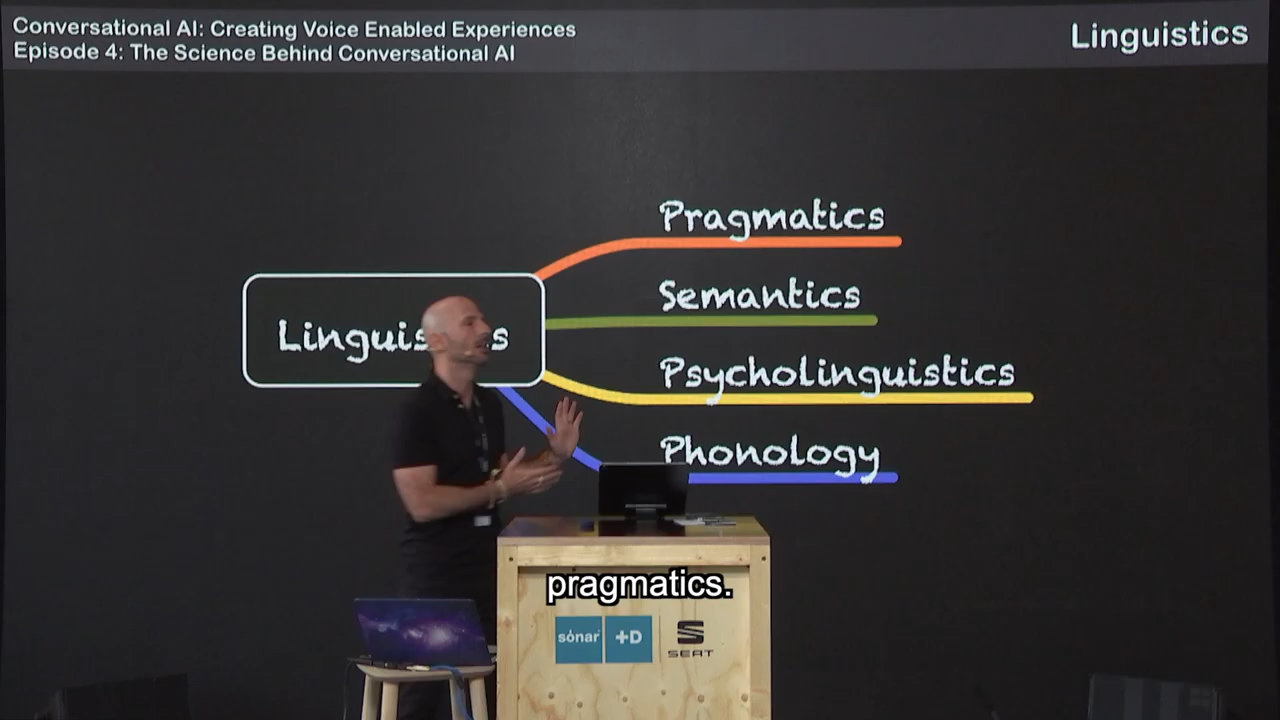 Conversational AI: Creating Voice Enabled Experiences
Episode 4: The Science Behind Conversational AI
Linguistics
Pragmatics
Semantics
Linguis s
Psycholinguistics
Phonology
pragmatics.
sónar +D
SEAT